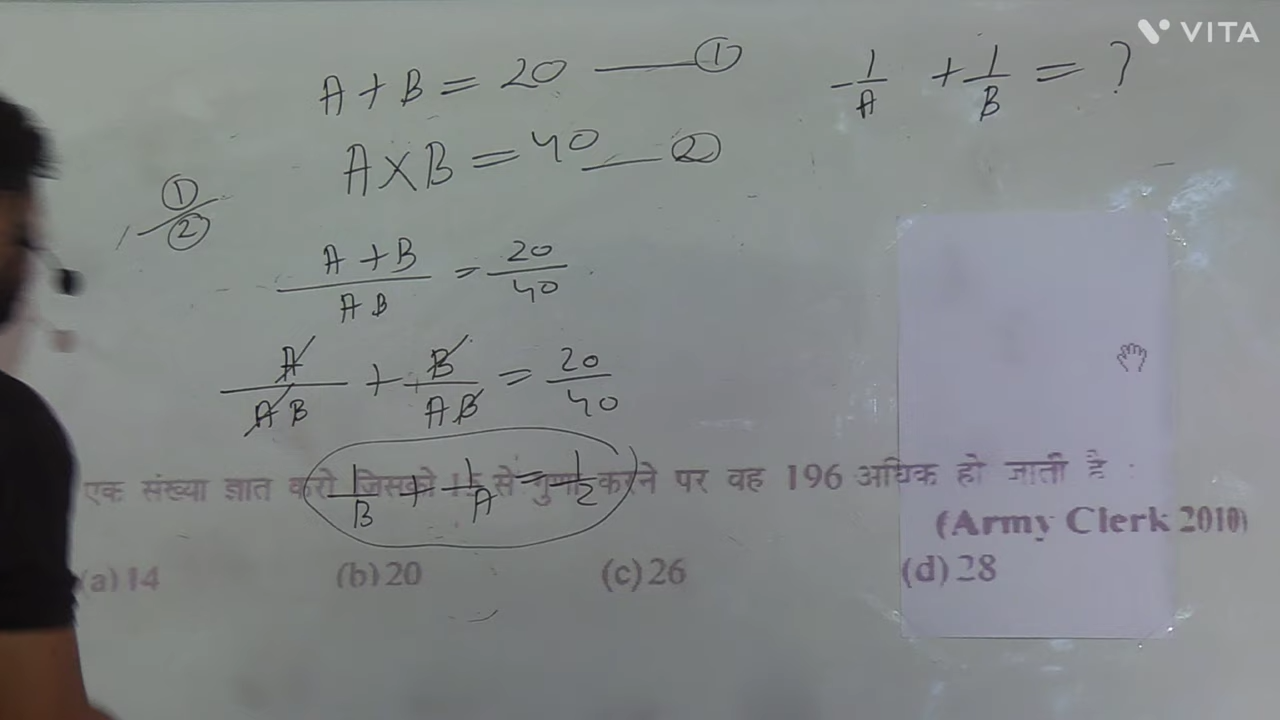 VITA
A + B = 20 — ①
1/A + 1/B = ?
A × B = 40 — ②
①/②
A + B / A B = 20/40
A/AB + B/AB = 20/40
1/B + 1/A = 1/2
एक संख्या ज्ञात करो जिसको से गुणा करने पर वह 196 अधिक हो जाती है :
(Army Clerk 2010)
(a) 14 (b) 20 (c) 26 (d) 28